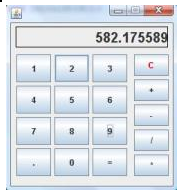 582.175589
1 2 3 C
4 5 6 +
7 8 9 -
. 0 = /
*